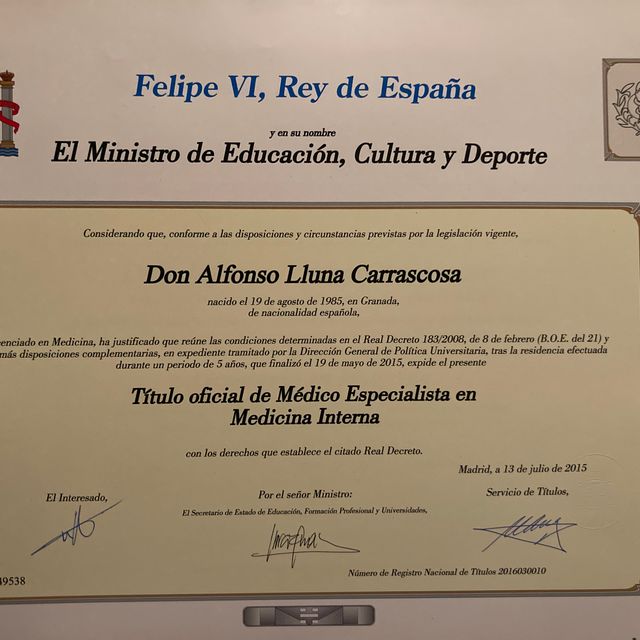 Felipe VI, Rey de España
y en su nombre
El Ministro de Educación, Cultura y Deporte
Considerando que, conforme a las disposiciones y circunstancias previstas por la legislación vigente,
Don Alfonso Lluna Carrascosa
nacido el 19 de agosto de 1985, en Granada,
de nacionalidad española,
enciado en Medicina, ha justificado que reúne las condiciones determinadas en el Real Decreto 183/2008, de 8 de febrero (B.O.E. del 21) y
más disposiciones complementarias, en expediente tramitado por la Dirección General de Política Universitaria, tras la residencia efectuada
durante un periodo de 5 años, que finalizó el 19 de mayo de 2015, expide el presente
Título oficial de Médico Especialista en
Medicina Interna
con los derechos que establece el citado Real Decreto.
Madrid, a 13 de julio de 2015
El Interesado,
Por el señor Ministro:
Servicio de Títulos,
El Secretario de Estado de Educación, Formación Profesional y Universidades,
49538
Número de Registro Nacional de Títulos 2016030010